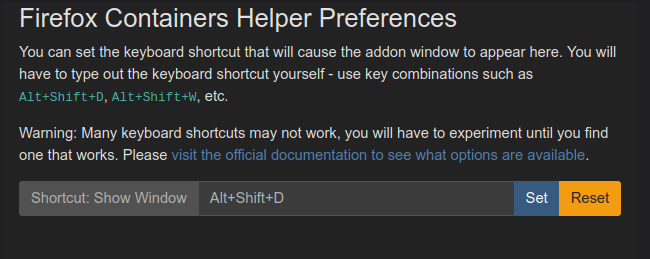 Firefox Containers Helper Preferences
You can set the keyboard shortcut that will cause the addon window to appear here. You will
have to type out the keyboard shortcut yourself - use key combinations such as
Alt+Shift+D, Alt+Shift+W, etc.
Warning: Many keyboard shortcuts may not work, you will have to experiment until you find
one that works. Please visit the official documentation to see what options are available.
Shortcut: Show Window Alt+Shift+D Set Reset